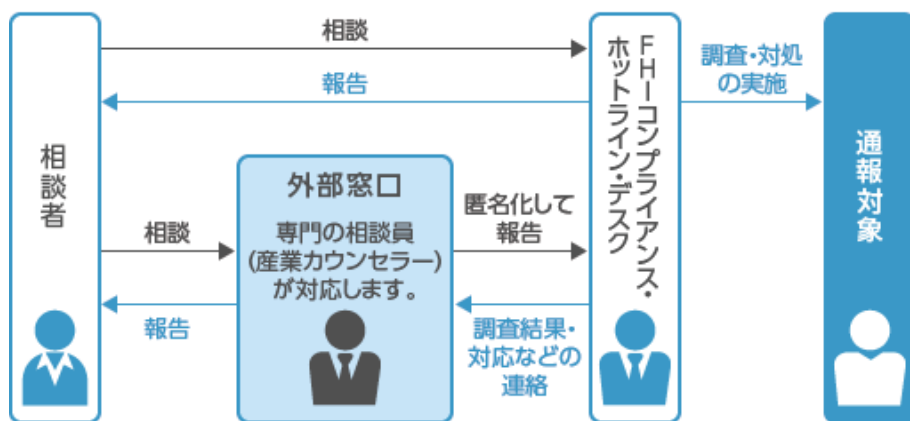 相談者
相談
報告
相談
報告
外部窓口
専門の相談員
(産業カウンセラー)
が対応します。
匿名化して
報告
調査結果・
対応などの
連絡
FHIーコンプライアンス・
ホットライン・デスク
調査・対処
の実施
通報対象